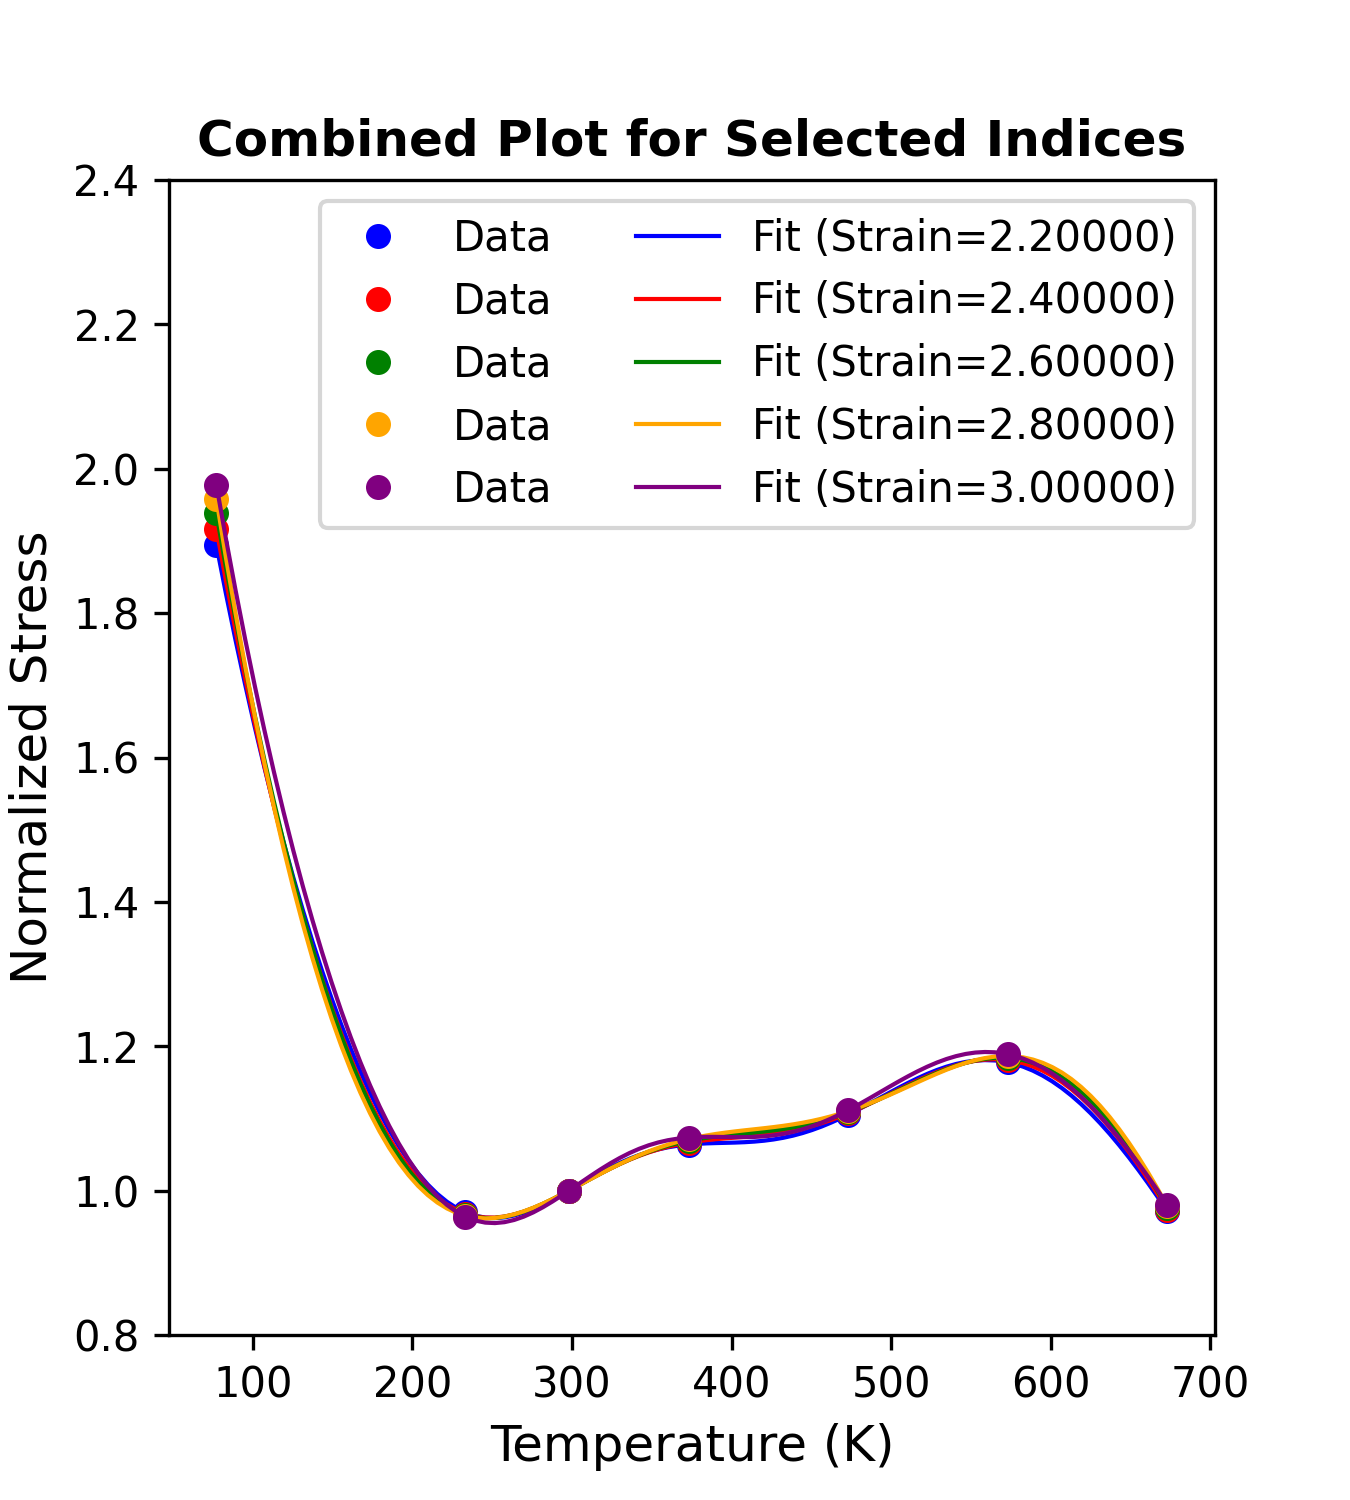 Combined Plot for Selected Indices
2.4
2.2
2.0
1.8
1.6
1.4
1.2
1.0
0.8
Normalized Stress
Data Fit (Strain=2.20000)
Data Fit (Strain=2.40000)
Data Fit (Strain=2.60000)
Data Fit (Strain=2.80000)
Data Fit (Strain=3.00000)
100 200 300 400 500 600 700
Temperature (K)